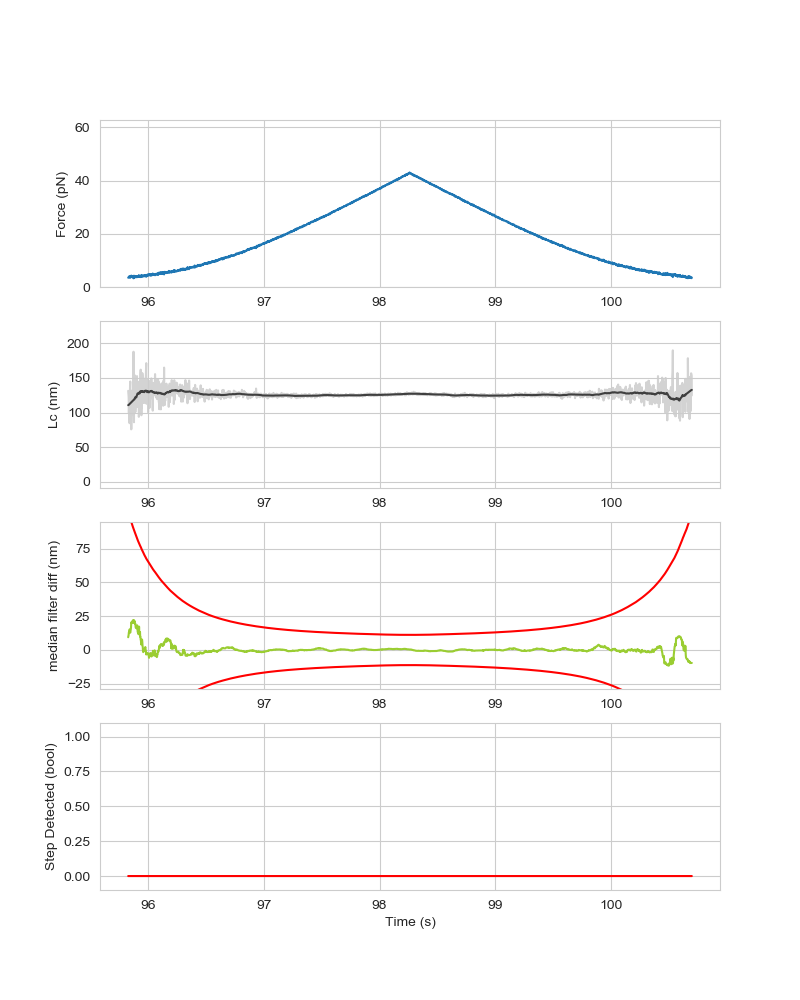 60
40
20
0
Force (pN)
96 97 98 99 100
200
150
100
50
0
Lc (nm)
96 97 98 99 100
75
50
25
0
−25
median filter diff (nm)
96 97 98 99 100
1.00
0.75
0.50
0.25
0.00
Step Detected (bool)
96 97 98 99 100
Time (s)